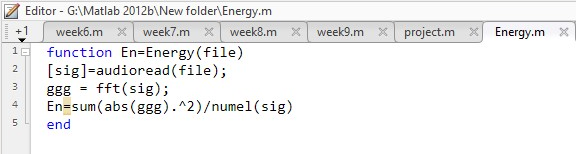 Editor - G:\Matlab 2012b\New folder\Energy.m
+1 week6.m week7.m week8.m week9.m project.m Energy.m
1 function En=Energy(file)
2 [sig]=audioread(file);
3 ggg = fft(sig);
4 En=sum(abs(ggg).^2)/numel(sig)
5 end